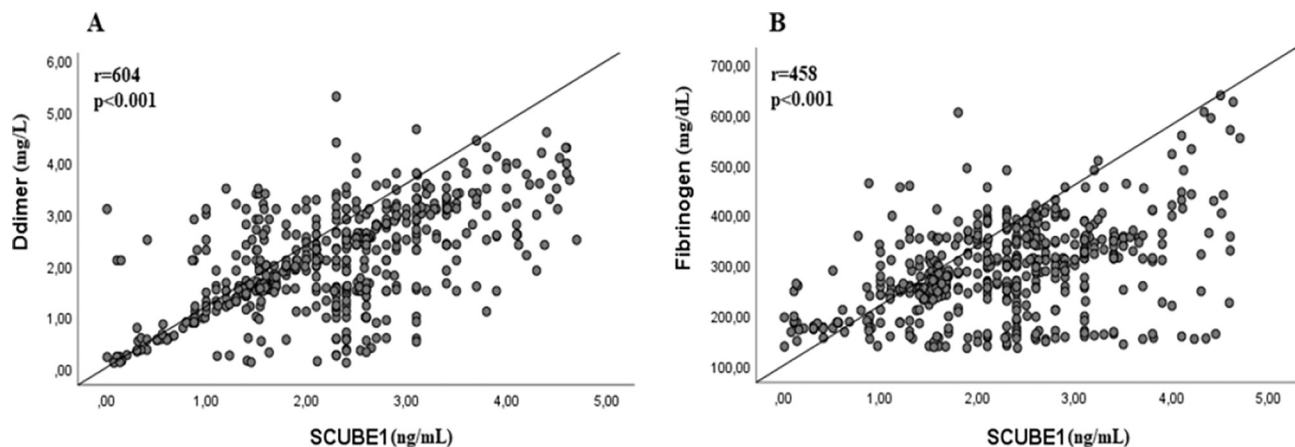 A
r=604
p<0.001
Ddimer (mg/L)
6,00
5,00
4,00
3,00
2,00
1,00
,00
,00 1,00 2,00 3,00 4,00 5,00
SCUBE1(ng/mL)
B
r=458
p<0.001
Fibrinogen (mg/dL)
700,00
600,00
500,00
400,00
300,00
200,00
100,00
,00 1,00 2,00 3,00 4,00 5,00
SCUBE1(ng/mL)